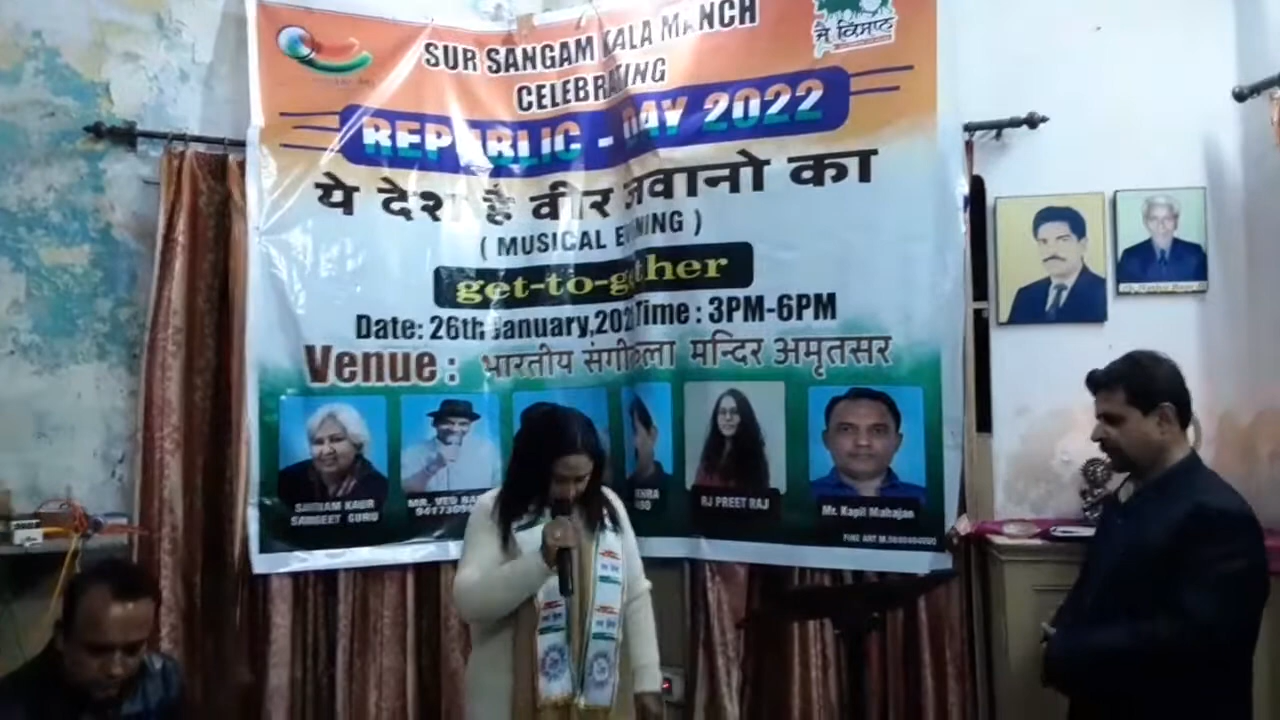 SUR SANGAM KALA MANCH
CELEBRATING
REPUBLIC - DAY 2022
ये देश है वीर जवानो का
( MUSICAL EVENING )
get-to-gether
Date: 26th January,202 Time : 3PM-6PM
Venue : भारतीय संगीत कला मन्दिर अमृतसर
ਜੈ ਕਿਸਾਨ
KAUR
SANGEET GURU
MR. VED
RJ PREET RAJ
Mr. Kapil Mahajan
FINE ART